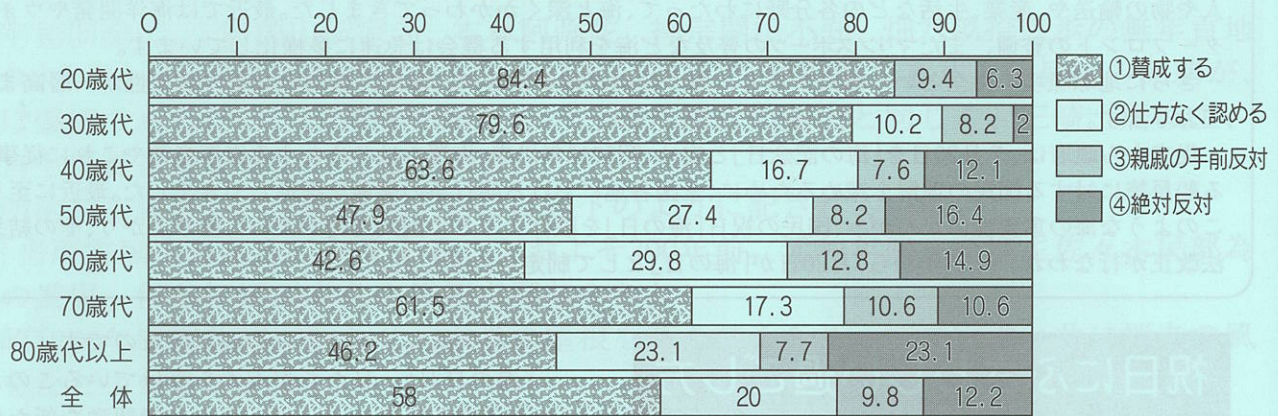 0 10 20 30 40 50 60 70 80 90 100
20歳代 84.4 9.4 6.3
30歳代 79.6 10.2 8.2 2
40歳代 63.6 16.7 7.6 12.1
50歳代 47.9 27.4 8.2 16.4
60歳代 42.6 29.8 12.8 14.9
70歳代 61.5 17.3 10.6 10.6
80歳代以上 46.2 23.1 7.7 23.1
全 体 58 20 9.8 12.2
①賛成する
②仕方なく認める
③親戚の手前反対
④絶対反対